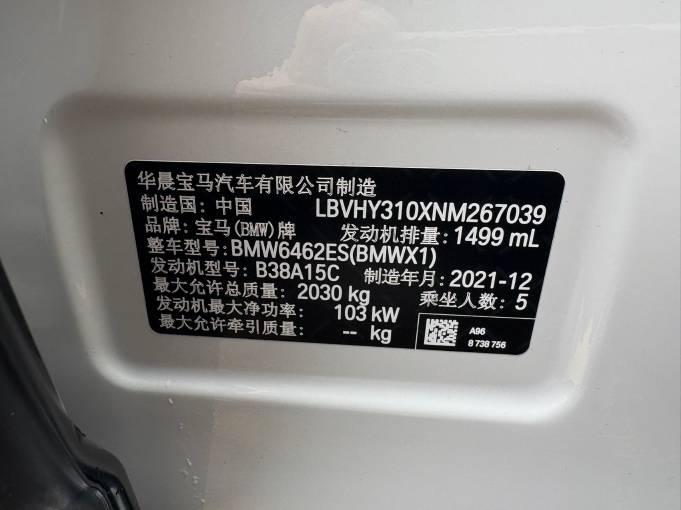 华晨宝马汽车有限公司制造
制造国: 中国 LBVHY310XNM267039
品牌: 宝马(BMW)牌 发动机排量: 1499 mL
整车型号: BMW6462ES(BMWX1)
发动机型号: B38A15C 制造年月: 2021-12
最大允许总质量: 2030 kg 乘坐人数: 5
发动机最大净功率: 103 kW
最大允许牵引质量: -- kg
A96
8 738 756